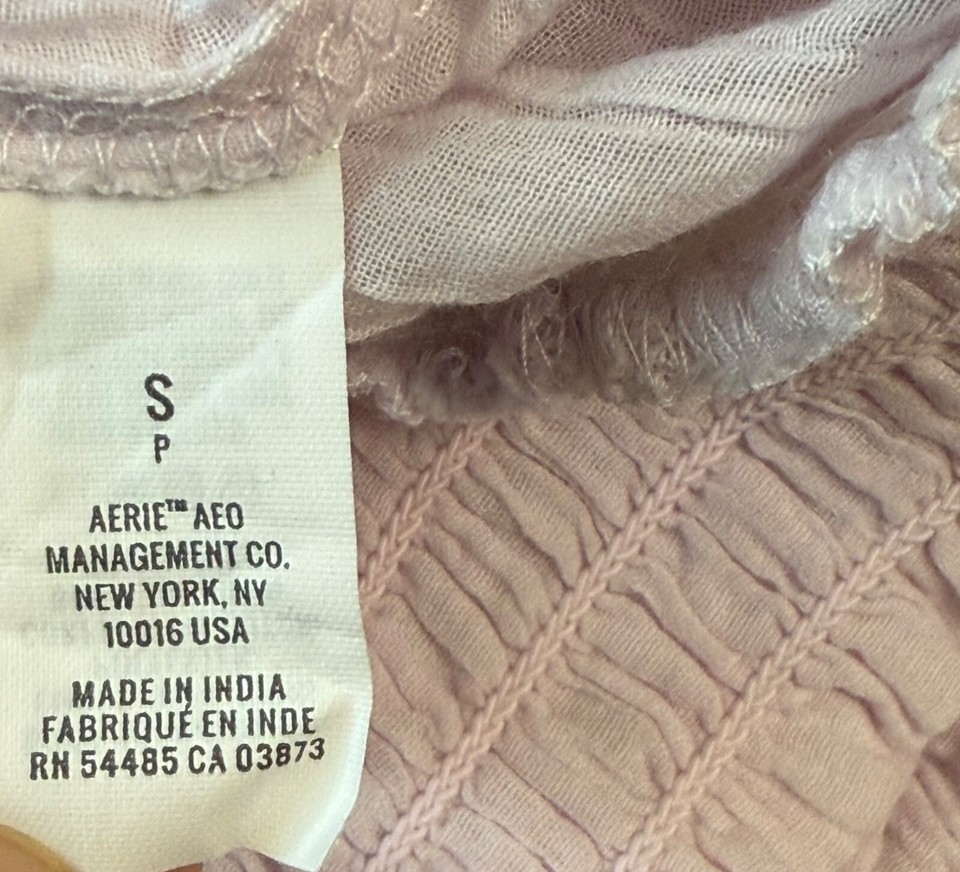 S
P
AERIE™ AEO
MANAGEMENT CO.
NEW YORK, NY
10016 USA
MADE IN INDIA
FABRIQUÉ EN INDE
RN 54485 CA 03873